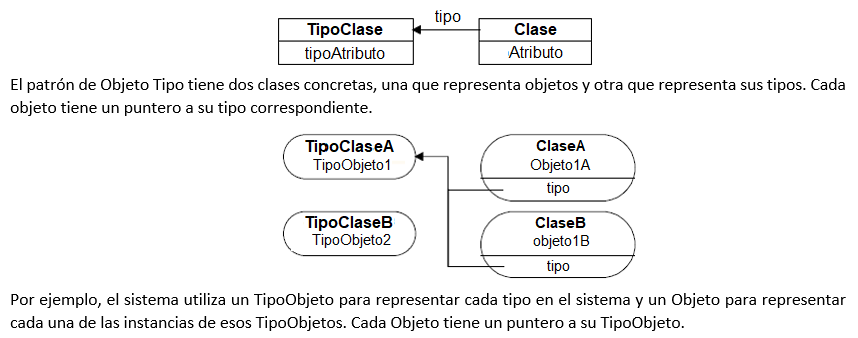 tipo
TipoClase
Clase
tipoAtributo
Atributo
El patrón de Objeto Tipo tiene dos clases concretas, una que representa objetos y otra que representa sus tipos. Cada
objeto tiene un puntero a su tipo correspondiente.
TipoClaseA
TipoObjeto1
ClaseA
Objeto1A
tipo
TipoClaseB
TipoObjeto2
ClaseB
objeto1B
tipo
Por ejemplo, el sistema utiliza un TipoObjeto para representar cada tipo en el sistema y un Objeto para representar
cada una de las instancias de esos TipoObjetos. Cada Objeto tiene un puntero a su TipoObjeto.